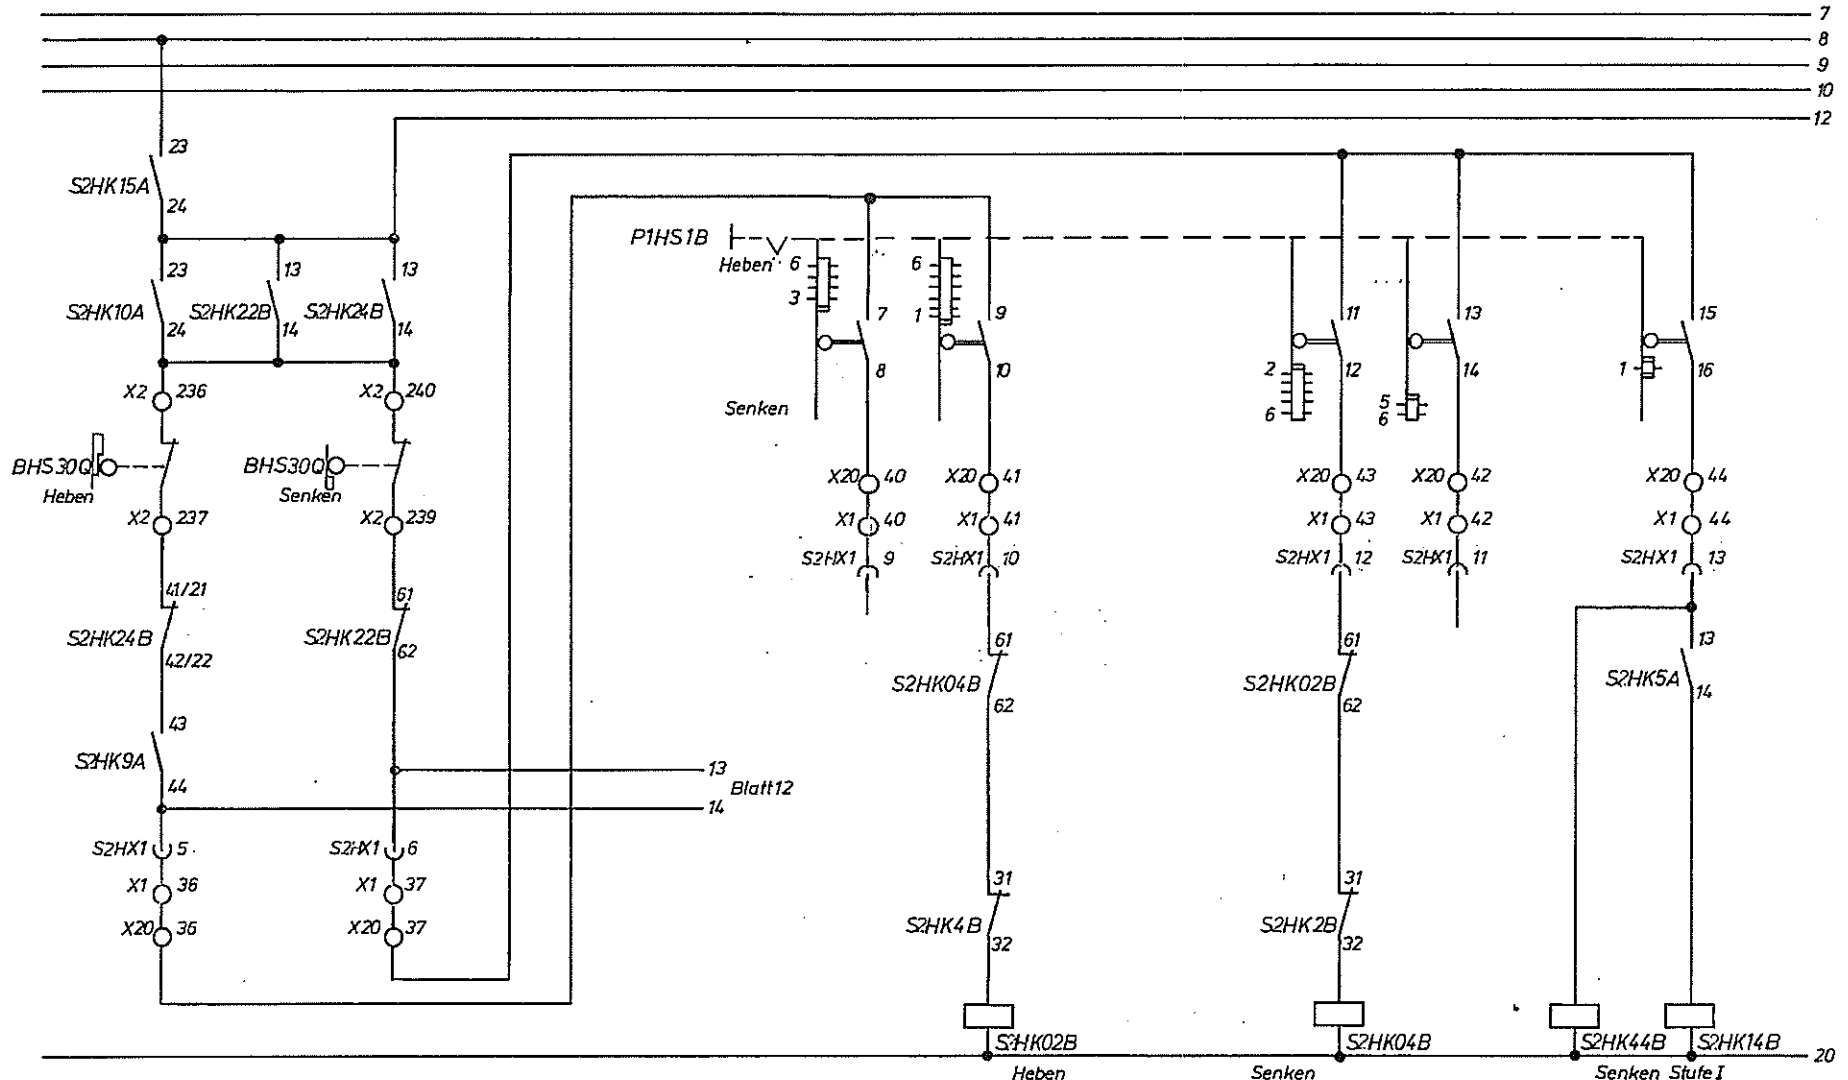 7
8
9
10
12
23
S2HK15A
24
P1HS1B
Heben
6
3
6
1
23
13
13
S2HK10A
S2HK22B
S2HK24B
24
14
14
7
9
11
13
15
8
10
2
12
14
1
16
6
5
6
Senken
X2 236
X2 240
BHS30Q
Heben
BHS30Q
Senken
X2 237
X2 239
X20 40
X20 41
X20 43
X20 42
X20 44
X1 40
X1 41
X1 43
X1 42
X1 44
S2HX1 9
S2HX1 10
S2HX1 12
S2HX1 11
S2HX1 13
41/21
61
S2HK24B
S2HK22B
42/22
62
61
61
13
S2HK04B
S2HK02B
S2HK5A
62
62
14
43
S2HK9A
44
13
Blatt12
14
S2HX1 5
S2HX1 6
X1 36
X1 37
X20 36
X20 37
31
31
S2HK4B
S2HK2B
32
32
S2HK02B
S2HK04B
S2HK44B
S2HK14B
20
Heben
Senken
Senken Stufe I